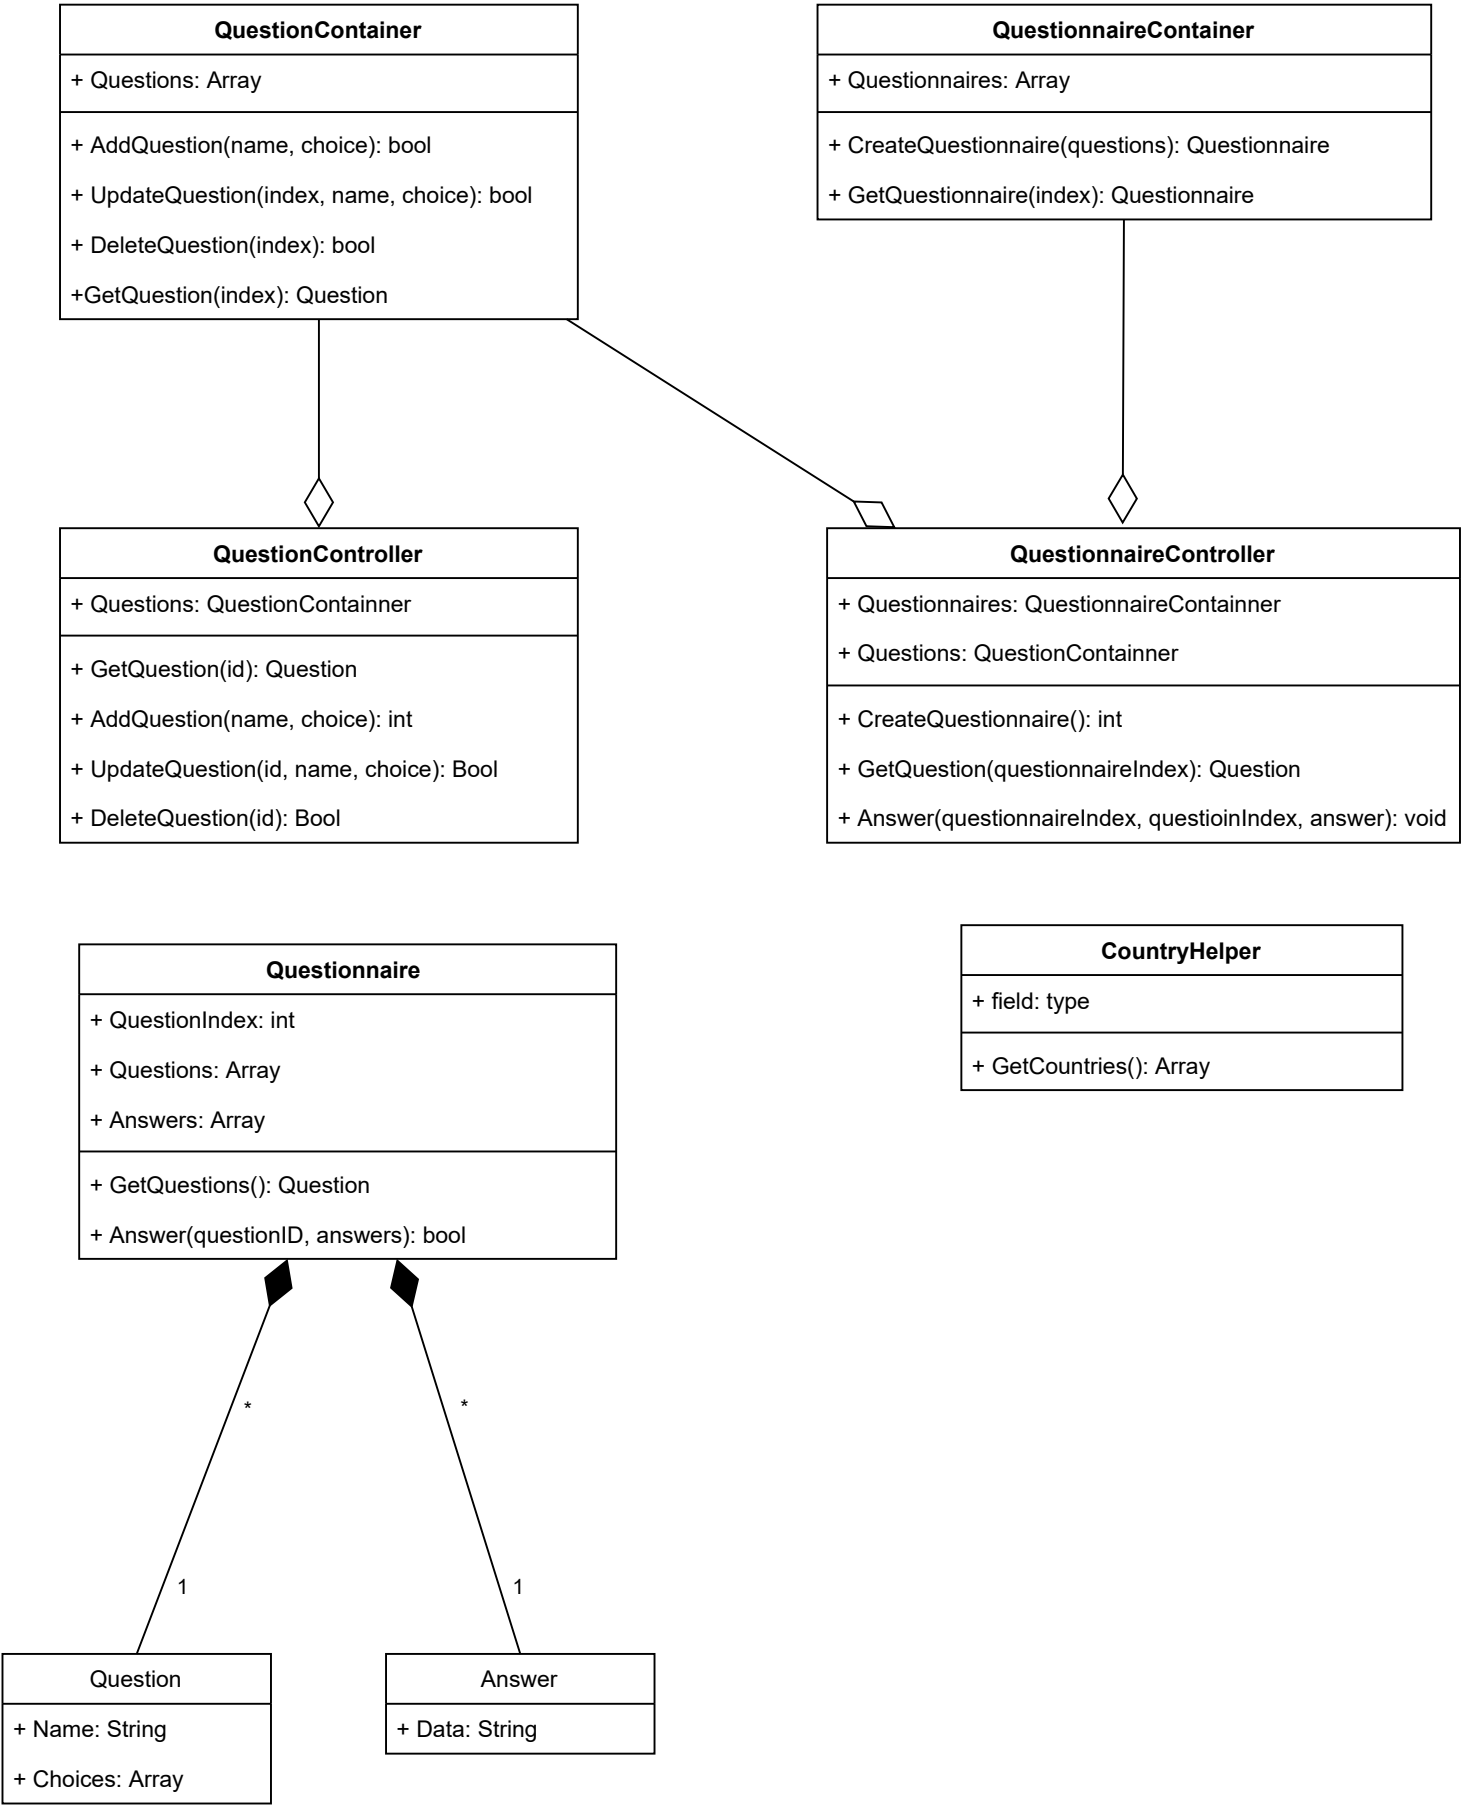 QuestionContainer
+ Questions: Array
+ AddQuestion(name, choice): bool
+ UpdateQuestion(index, name, choice): bool
+ DeleteQuestion(index): bool
+GetQuestion(index): Question
QuestionnaireContainer
+ Questionnaires: Array
+ CreateQuestionnaire(questions): Questionnaire
+ GetQuestionnaire(index): Questionnaire
QuestionController
+ Questions: QuestionContainner
+ GetQuestion(id): Question
+ AddQuestion(name, choice): int
+ UpdateQuestion(id, name, choice): Bool
+ DeleteQuestion(id): Bool
QuestionnaireController
+ Questionnaires: QuestionnaireContainner
+ Questions: QuestionContainner
+ CreateQuestionnaire(): int
+ GetQuestion(questionnaireIndex): Question
+ Answer(questionnaireIndex, questioinIndex, answer): void
Questionnaire
+ QuestionIndex: int
+ Questions: Array
+ Answers: Array
+ GetQuestions(): Question
+ Answer(questionID, answers): bool
CountryHelper
+ field: type
+ GetCountries(): Array
*
*
1
1
Question
+ Name: String
+ Choices: Array
Answer
+ Data: String